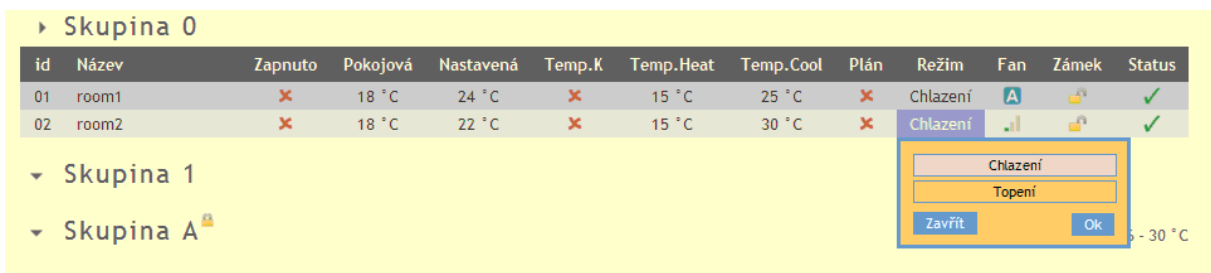 Skupina 0
id Název Zapnuto Pokojová Nastavená Temp.K Temp.Heat Temp.Cool Plán Režim Fan Zámek Status
01 room1 18 °C 24 °C 15 °C 25 °C Chlazení A
02 room2 18 °C 22 °C 15 °C 30 °C Chlazení
Chlazení
Skupina 1
Topení
Zavřít Ok
Skupina A - 30 °C